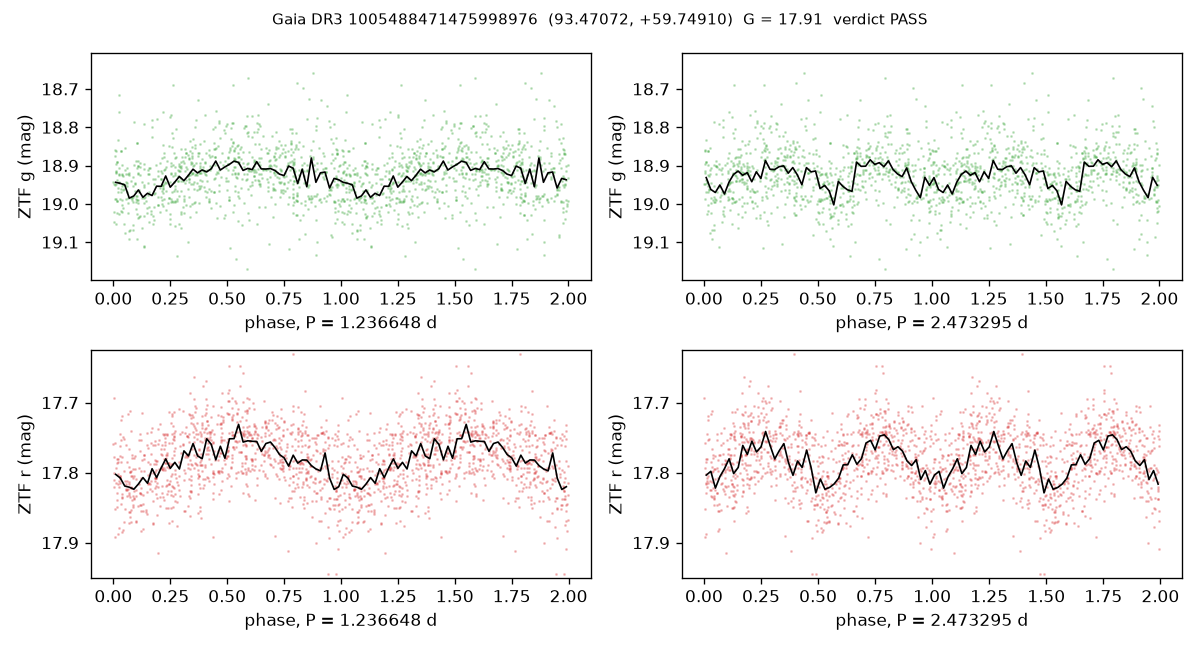 Gaia DR3 1005488471475998976  (93.47072, +59.74910)  G = 17.91  verdict PASS
ZTF g (mag)
18.7
18.8
18.9
19.0
19.1
0.00 0.25 0.50 0.75 1.00 1.25 1.50 1.75 2.00
phase, P = 1.236648 d
ZTF g (mag)
18.7
18.8
18.9
19.0
19.1
0.00 0.25 0.50 0.75 1.00 1.25 1.50 1.75 2.00
phase, P = 2.473295 d
ZTF r (mag)
17.7
17.8
17.9
0.00 0.25 0.50 0.75 1.00 1.25 1.50 1.75 2.00
phase, P = 1.236648 d
ZTF r (mag)
17.7
17.8
17.9
0.00 0.25 0.50 0.75 1.00 1.25 1.50 1.75 2.00
phase, P = 2.473295 d